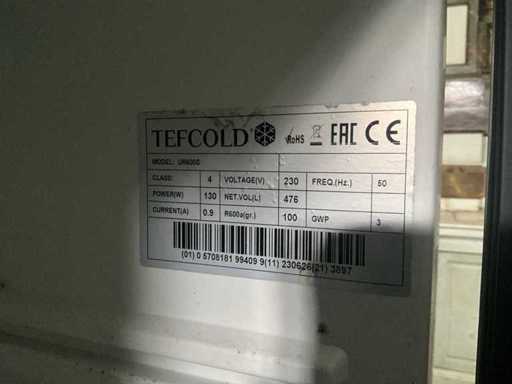 TEFCOLD RoHS EAC CE
MODEL: UR600G
CLASS: 4 VOLTAGE(V) 230 FREQ.(Hz.) 50
POWER(W) 130 NET.VOL(L) 476
CURRENT(A) 0.9 R600a(gr.) 100 GWP 3
(01) 0 5708181 99409 9(11) 230626(21) 3897